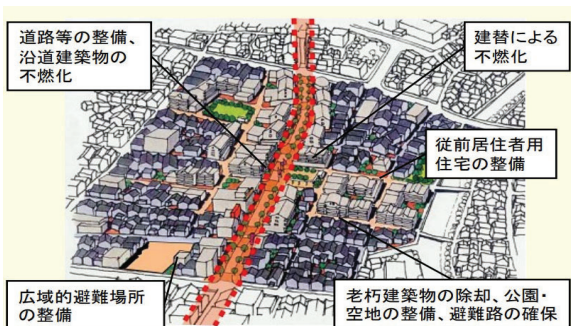 道路等の整備、
沿道建築物の
不燃化
建替による
不燃化
従前居住者用
住宅の整備
広域的避難場所
の整備
老朽建築物の除却、公園・
空地の整備、避難路の確保